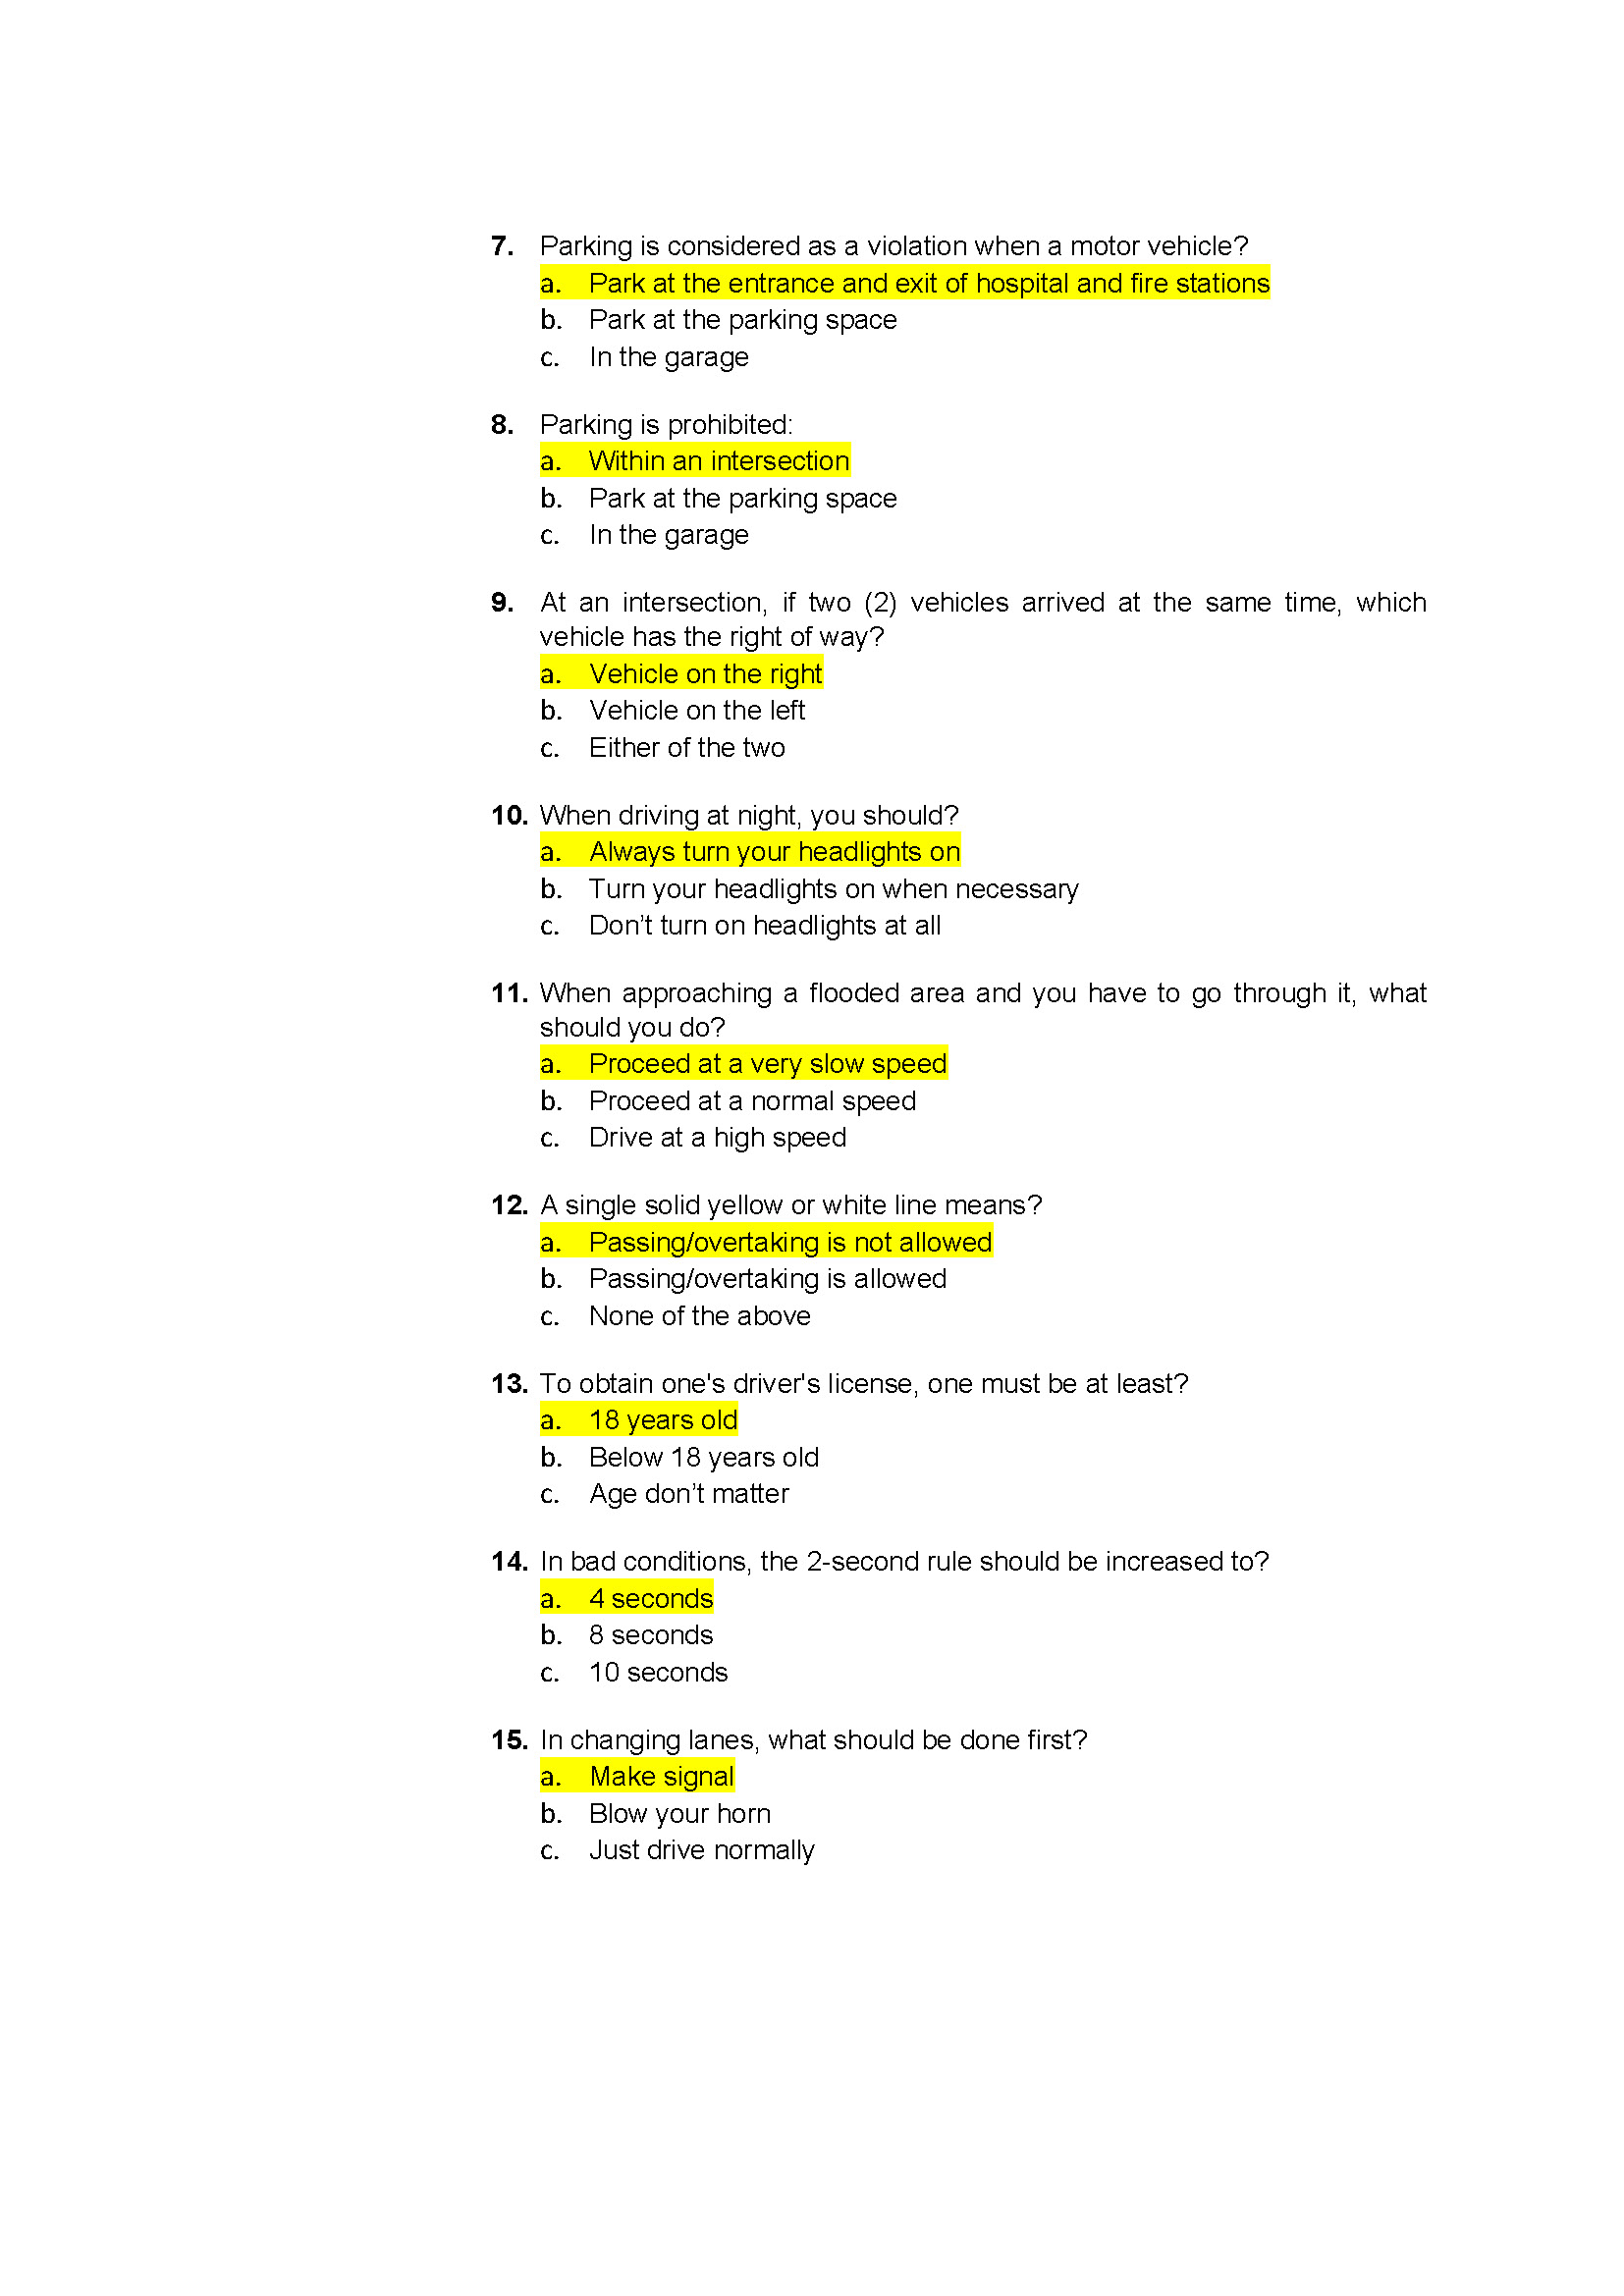 7. Parking is considered as a violation when a motor vehicle?
a. Park at the entrance and exit of hospital and fire stations
b. Park at the parking space
c. In the garage
8. Parking is prohibited:
a. Within an intersection
b. Park at the parking space
c. In the garage
9. At an intersection, if two (2) vehicles arrived at the same time, which
vehicle has the right of way?
a. Vehicle on the right
b. Vehicle on the left
c. Either of the two
10. When driving at night, you should?
a. Always turn your headlights on
b. Turn your headlights on when necessary
c. Don’t turn on headlights at all
11. When approaching a flooded area and you have to go through it, what
should you do?
a. Proceed at a very slow speed
b. Proceed at a normal speed
c. Drive at a high speed
12. A single solid yellow or white line means?
a. Passing/overtaking is not allowed
b. Passing/overtaking is allowed
c. None of the above
13. To obtain one's driver's license, one must be at least?
a. 18 years old
b. Below 18 years old
c. Age don’t matter
14. In bad conditions, the 2-second rule should be increased to?
a. 4 seconds
b. 8 seconds
c. 10 seconds
15. In changing lanes, what should be done first?
a. Make signal
b. Blow your horn
c. Just drive normally